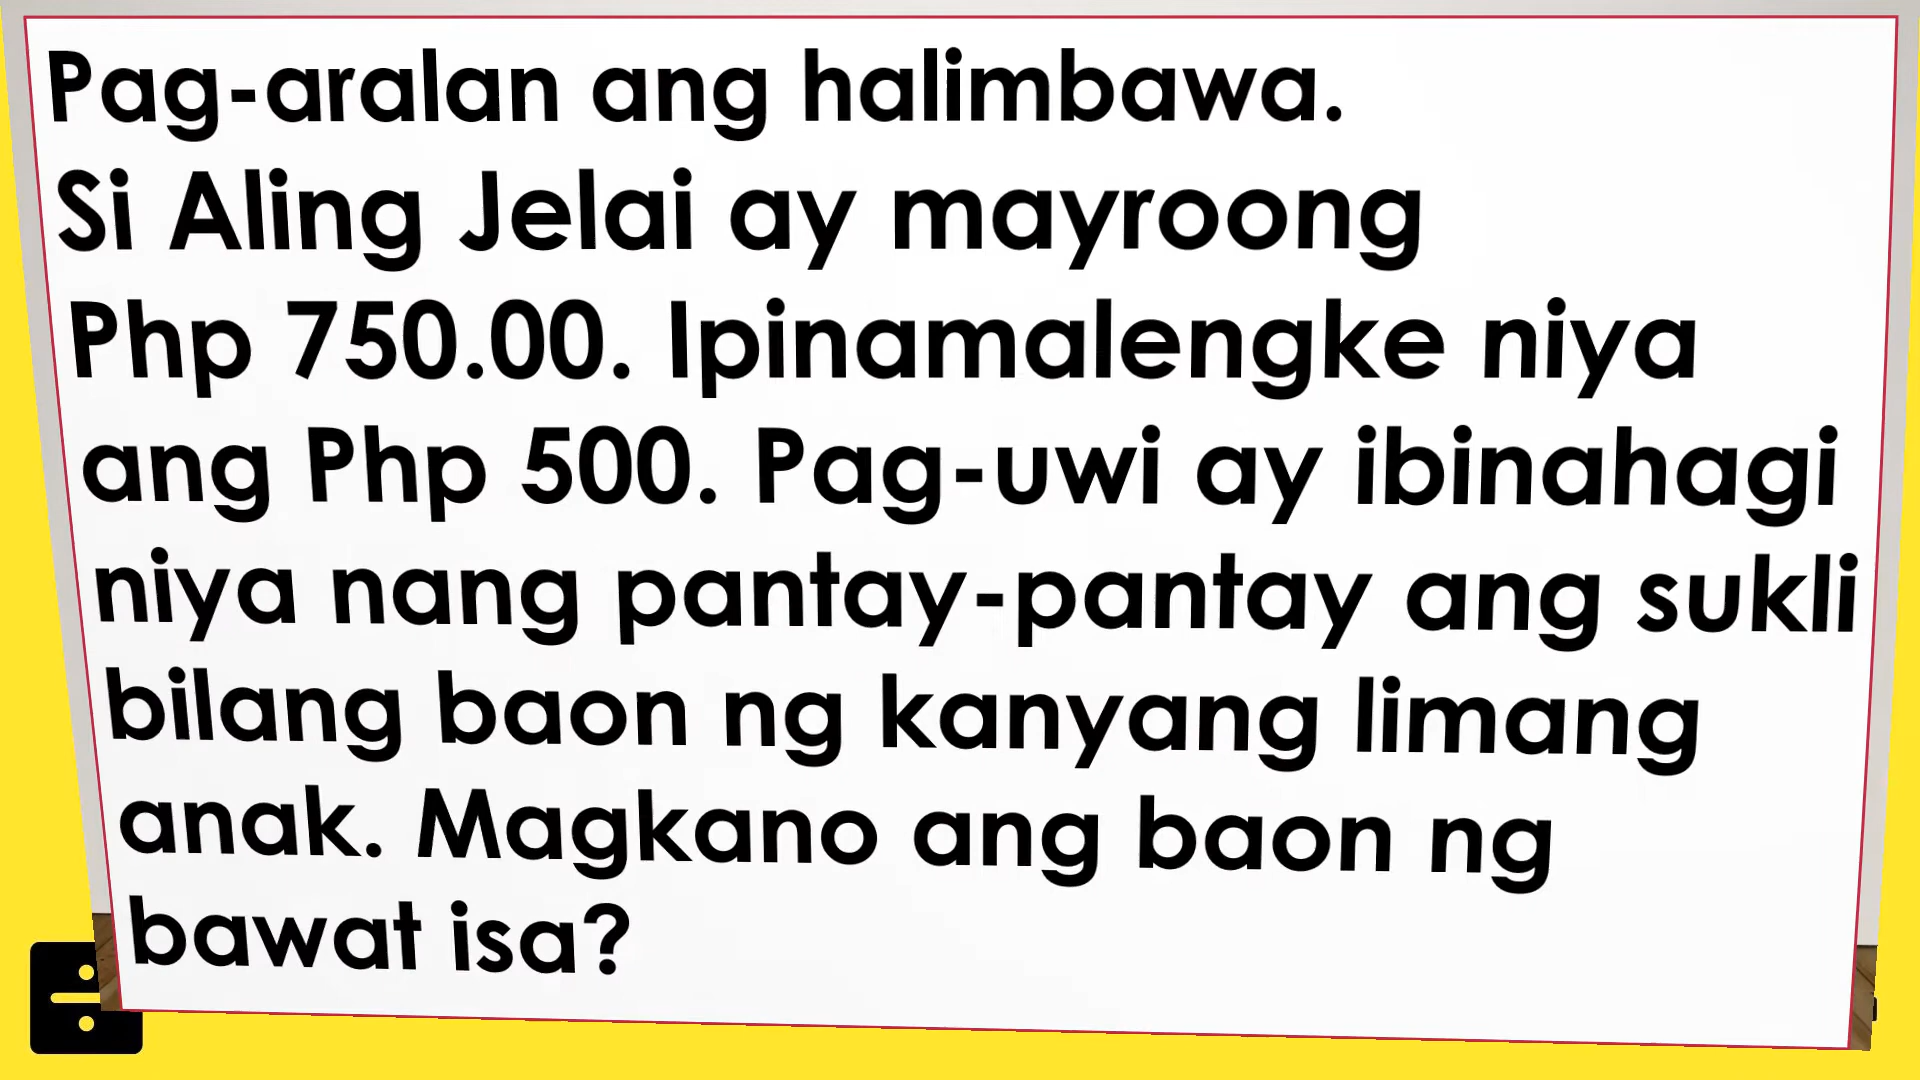 Pag-aralan ang halimbawa.
Si Aling Jelai ay mayroong
Php 750.00. Ipinamalengke niya
ang Php 500. Pag-uwi ay ibinahagi
niya nang pantay-pantay ang sukli
bilang baon ng kanyang limang
anak. Magkano ang baon ng
bawat isa?